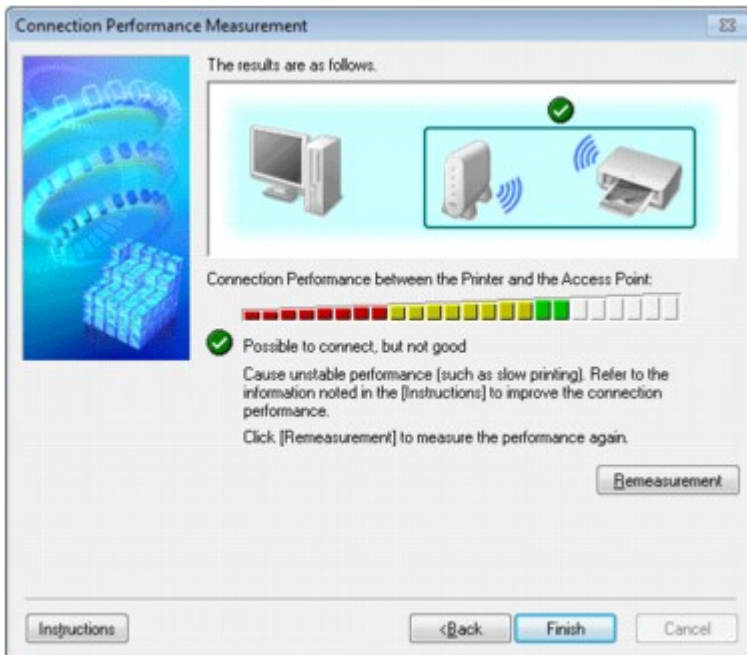 Connection Performance Measurement
The results are as follows.
Connection Performance between the Printer and the Access Point:
Possible to connect, but not good
Cause unstable performance (such as slow printing). Refer to the
information noted in the [Instructions] to improve the connection
performance.
Click [Remeasurement] to measure the performance again.
Remeasurement
Instructions
<Back
Finish
Cancel